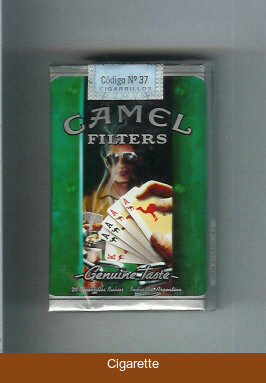 Código Nº 37
CIGARRILLOS
CAMEL
FILTERS
Genuine Taste
20 Cigarrillos Rubios · Industria Argentina
Cigarette